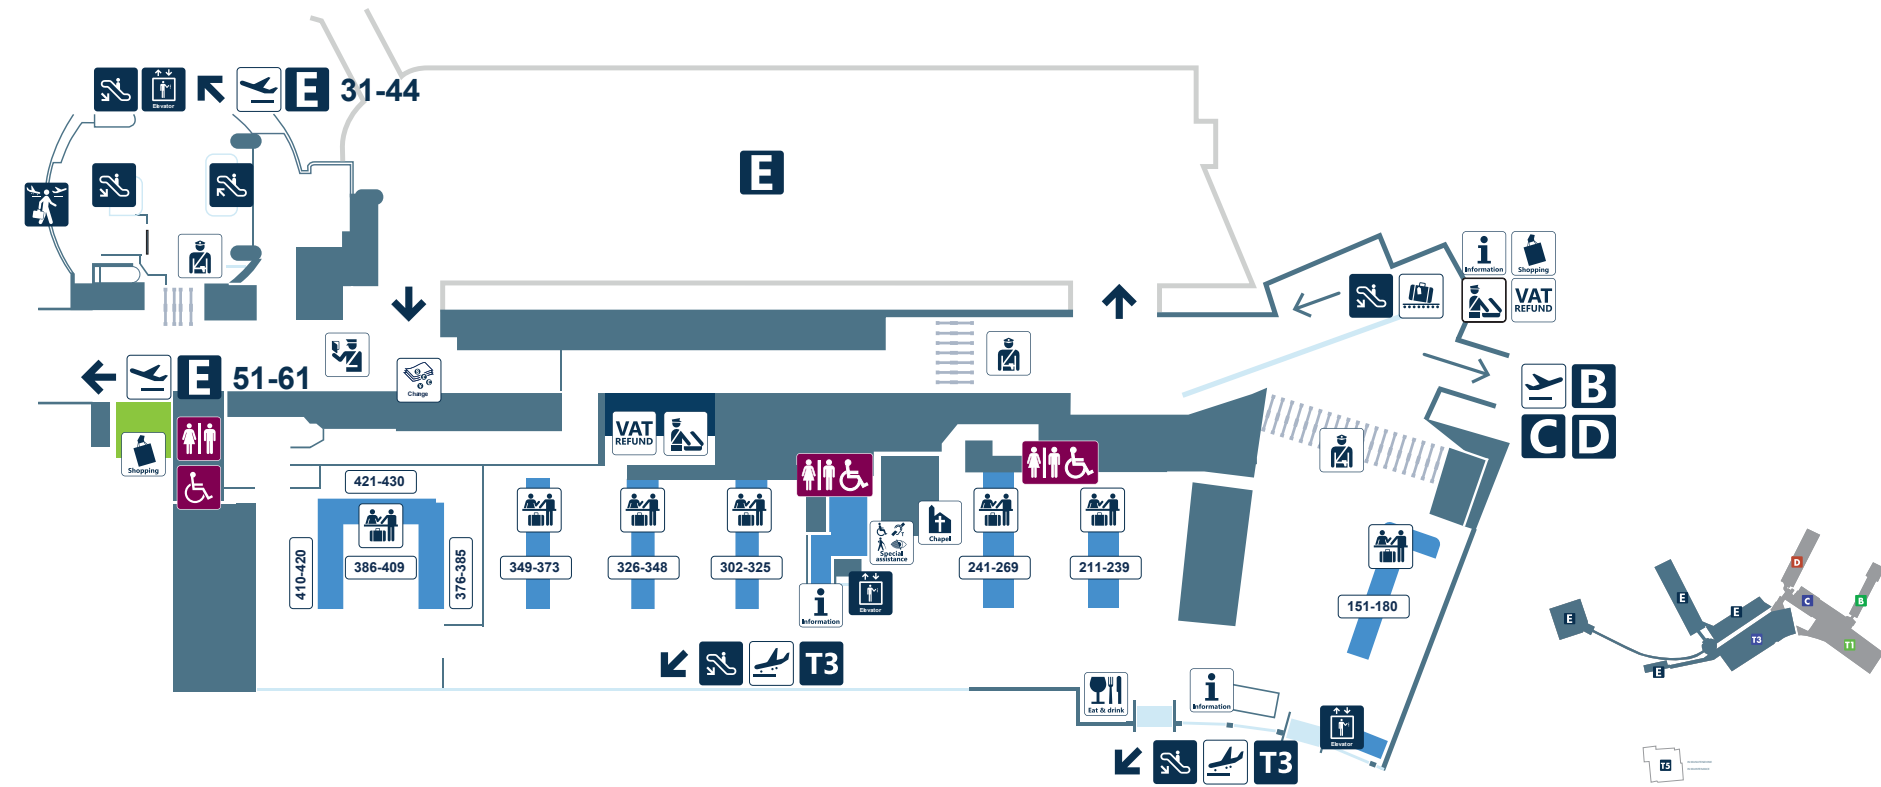 Elevator
E 31-44
E
Information
Shopping
VAT
REFUND
E 51-61
Change
B
C D
VAT
REFUND
Shopping
421-430
410-420
386-409
376-385
349-373
326-348
302-325
Special
assistance
Chapel
241-269
211-239
151-180
Information
Elevator
T3
Eat & drink
Information
Elevator
T3
D
E
E
C
B
E
T3
T1
E
T5